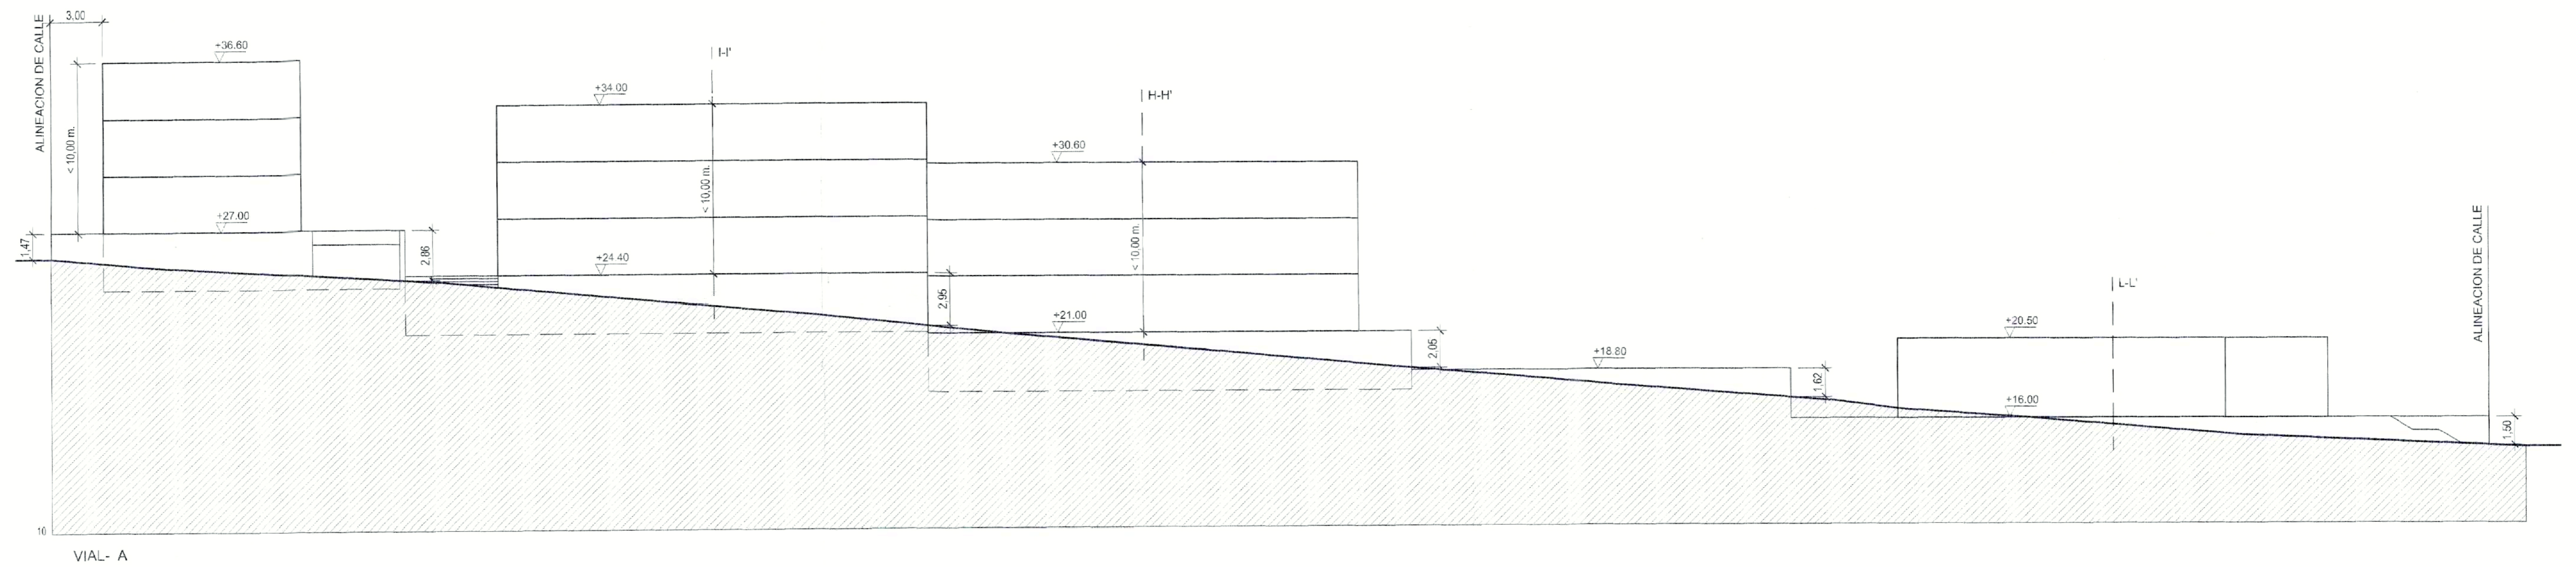 3,00
ALINEACION DE CALLE
+36.60
< 10,00 m.
+27.00
1,47
2,86
I-I'
+34.00
< 10,00 m.
+24.40
2,95
H-H'
+30.60
< 10,00 m.
+21.00
2,05
+18.80
1,62
L-L'
+20.50
+16.00
ALINEACION DE CALLE
1,50
10
VIAL- A